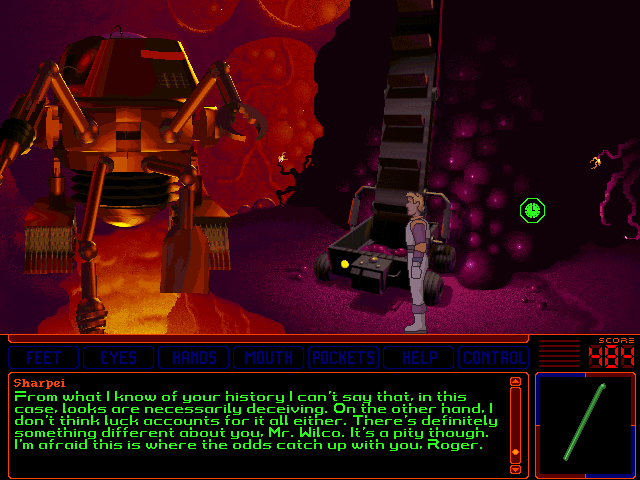 SCORE
484
FEET EYES HANDS MOUTH POCKETS HELP CONTROL
Sharpei
From what I know of your history I can't say that, in this
case, looks are necessarily deceiving. On the other hand, I
don't think luck accounts for it all either. There's definitely
something different about you, Mr. Wilco. It's a pity though.
I'm afraid this is where the odds catch up with you, Roger.